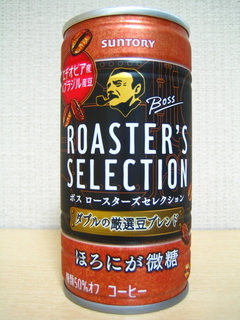 SUNTORY
エチオピア産
ブラジル産豆
Boss
ROASTER'S
SELECTION
ボス ロースターズセレクション
ダブルの厳選豆ブレンド
ほろにが微糖
糖類50%オフ コーヒー